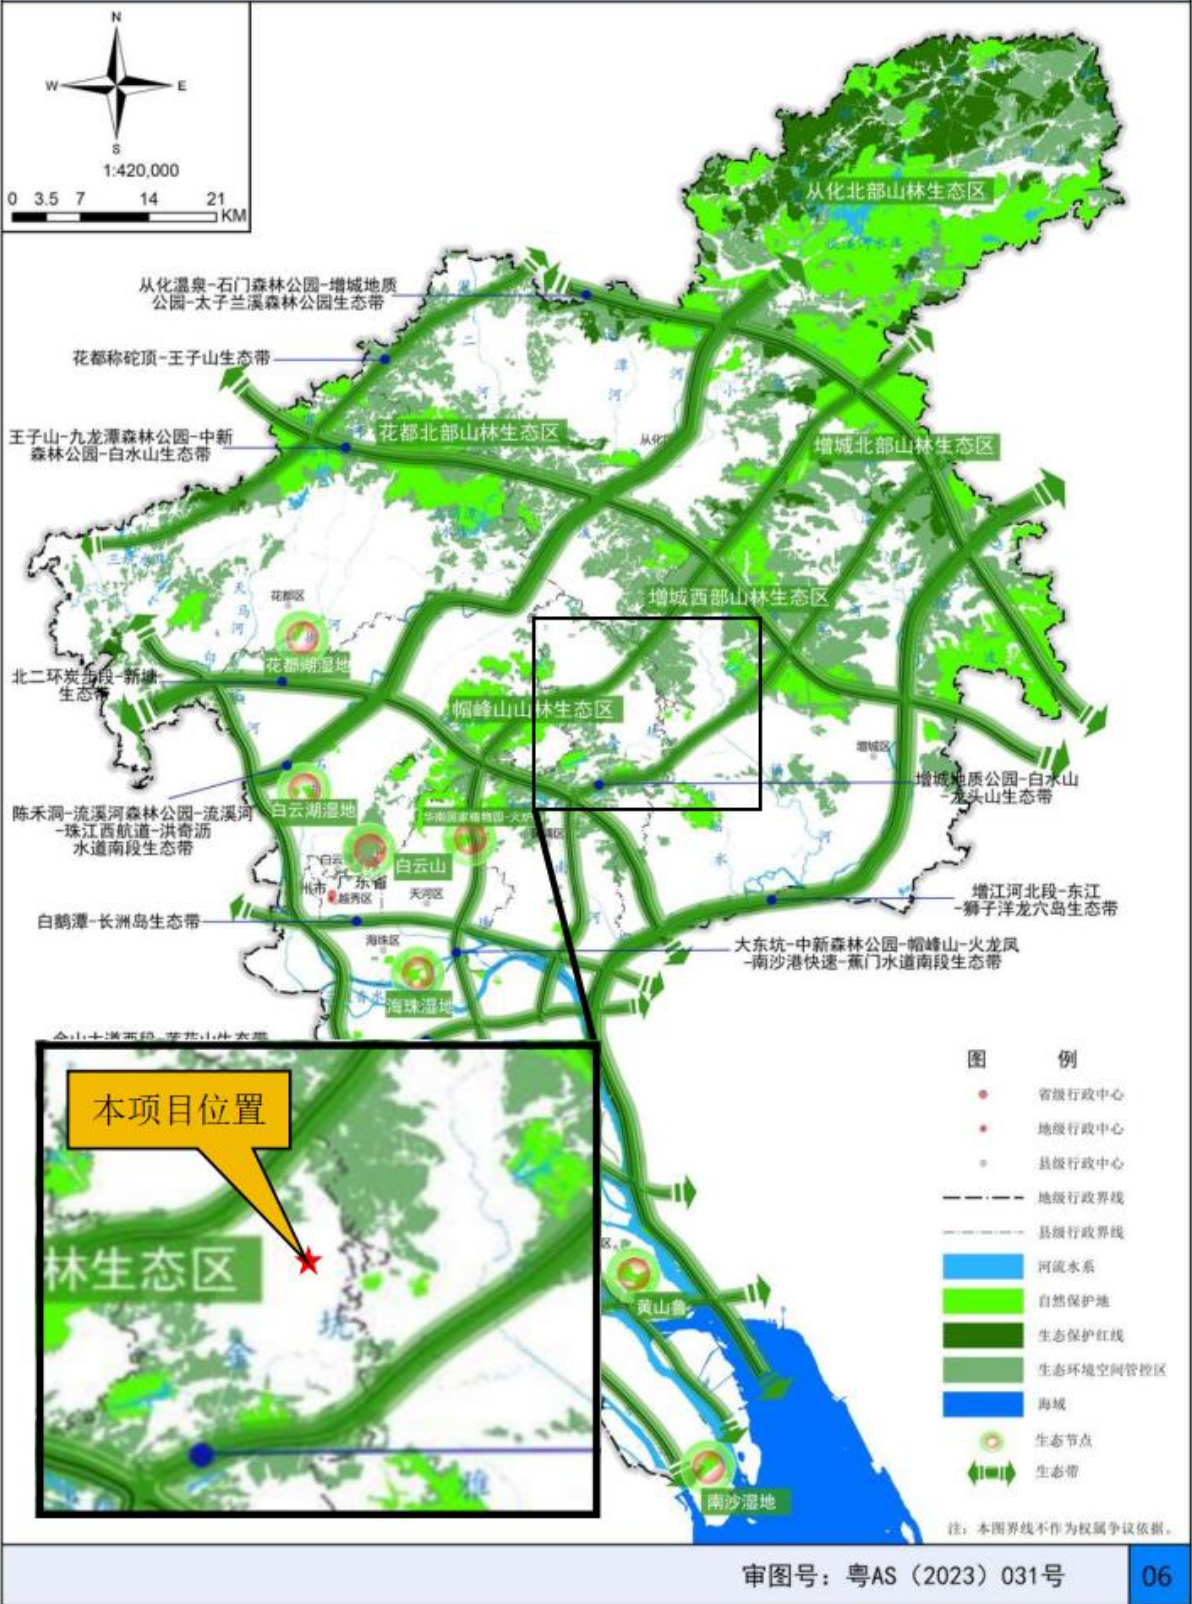 N
W
E
S
1:420,000
0 3.5 7 14 21
KM
从化北部山林生态区
从化温泉-石门森林公园-增城地质
公园-太子兰溪森林公园生态带
花都称砣顶-王子山生态带
王子山-九龙潭森林公园-中新
森林公园-白水山生态带
花都北部山林生态区
增城北部山林生态区
增城西部山林生态区
花都区
花都湖湿地
北二环炭步段-新塘
生态带
帽峰山山林生态区
增城区
增城地质公园-白水山
-龙头山生态带
陈禾洞-流溪河森林公园-流溪河
-珠江西航道-洪奇沥
水道南段生态带
白云湖湿地
华南国家植物园-火炉
白云山
广东省
越秀区
天河区
白鹅潭-长洲岛生态带
海珠区
海珠湿地
增江河北段-东江
-狮子洋龙穴岛生态带
大东坑-中新森林公园-帽峰山-火龙凤
-南沙港快速-蕉门水道南段生态带
本项目位置
林生态区
坑
金
黄山鲁
南沙湿地
图 例
省级行政中心
地级行政中心
县级行政中心
地级行政界线
县级行政界线
河流水系
自然保护地
生态保护红线
生态环境空间管控区
海域
生态节点
生态带
注：本图界线不作为权属争议依据。
审图号：粤AS（2023）031号
06